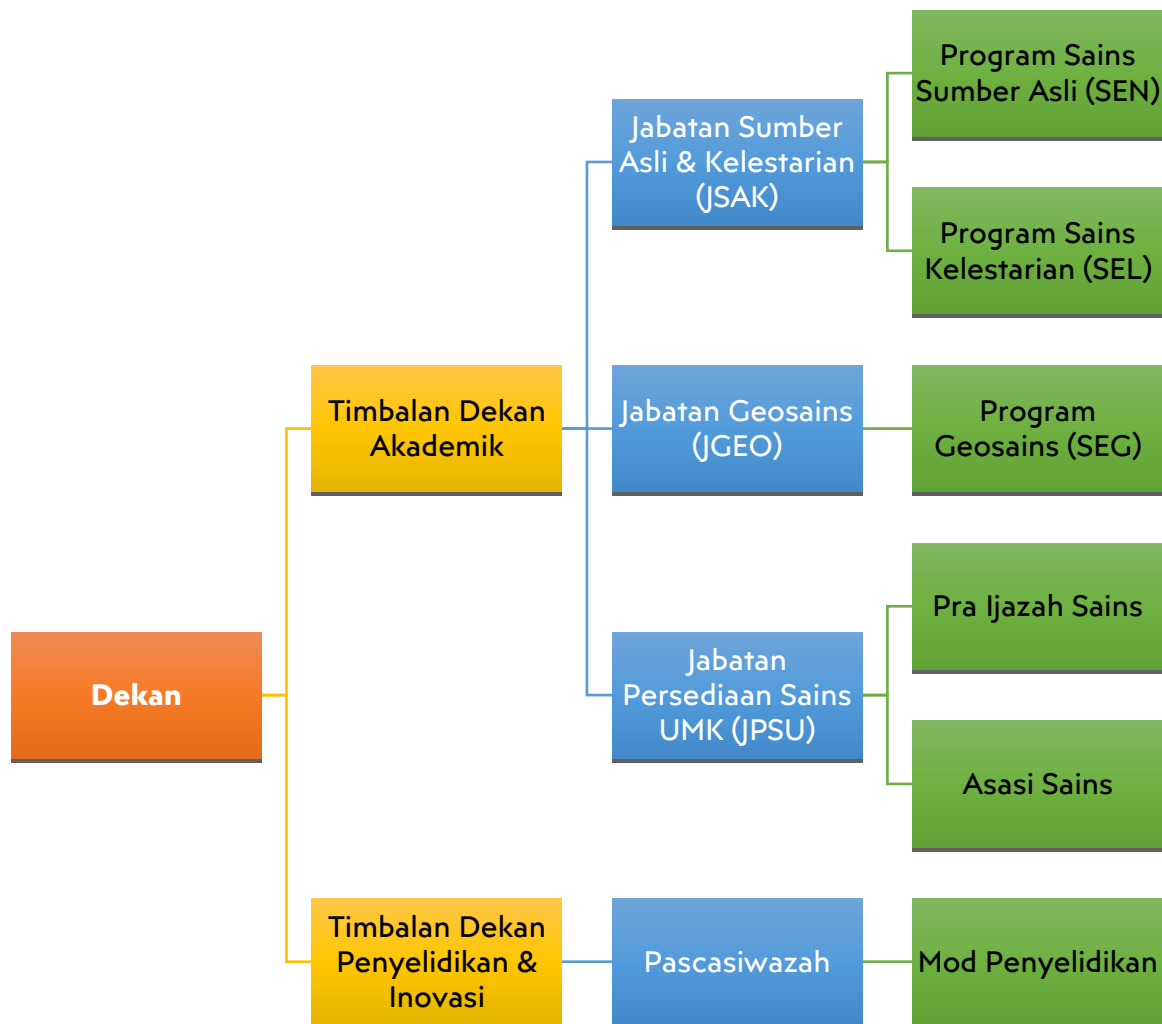 Dekan
Timbalan Dekan
Akademik
Jabatan Sumber
Asli & Kelestarian
(JSAK)
Program Sains
Sumber Asli (SEN)
Program Sains
Kelestarian (SEL)
Jabatan Geosains
(JGEO)
Program
Geosains (SEG)
Jabatan
Persediaan Sains
UMK (JPSU)
Pra Ijazah Sains
Asasi Sains
Timbalan Dekan
Penyelidikan &
Inovasi
Pascasiwazah
Mod Penyelidikan